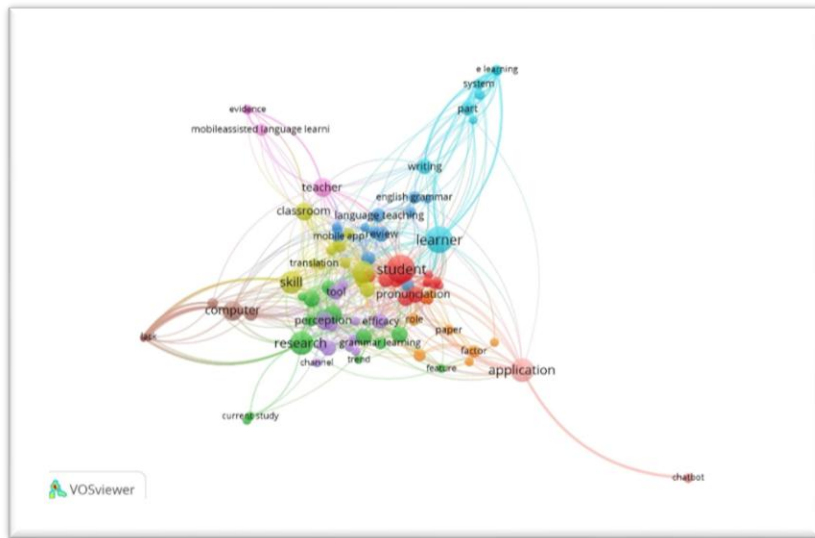 e learning
system
part
evidence
mobileassisted language learni
writing
teacher
english grammar
classroom
language teaching
mobile app
review
learner
translation
student
skill
tool
pronunciation
computer
perception
efficacy
role
lack
paper
research
grammar learning
factor
channel
trend
feature
application
current study
chatbot
VOSviewer